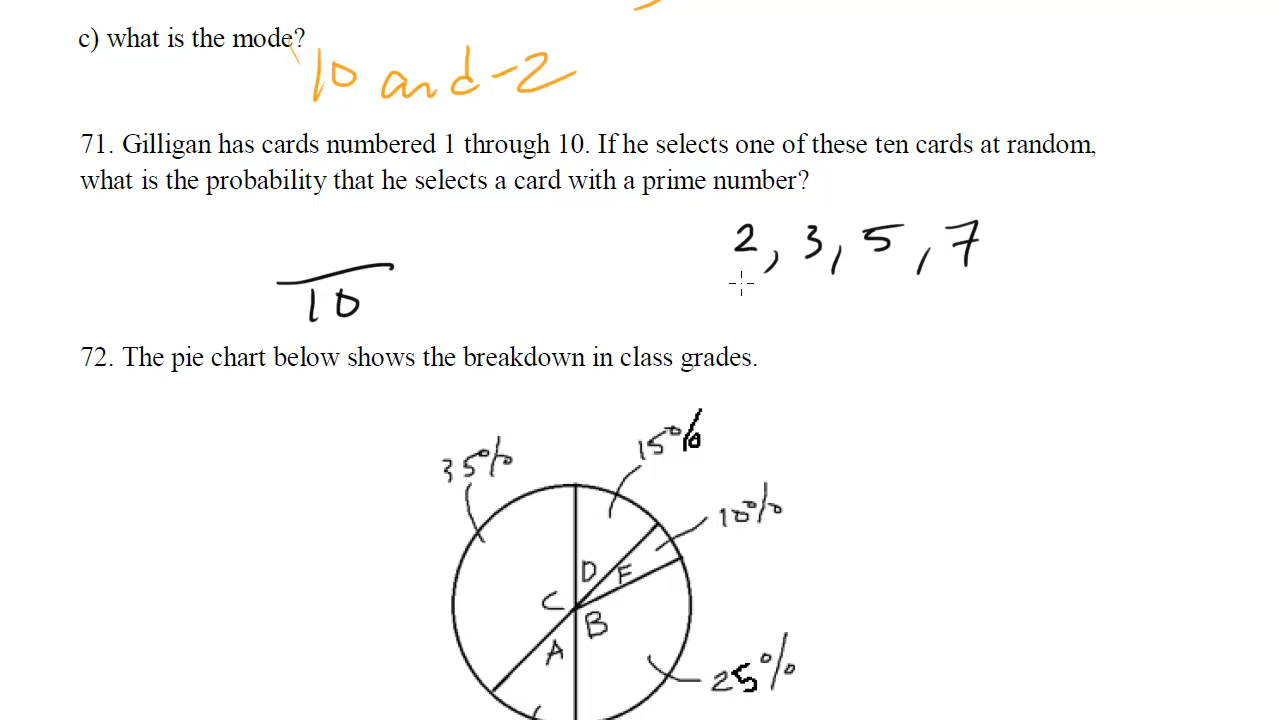 c) what is the mode?
10 and -2
71. Gilligan has cards numbered 1 through 10. If he selects one of these ten cards at random,
what is the probability that he selects a card with a prime number?
2, 3, 5, 7
10
72. The pie chart below shows the breakdown in class grades.
35%
15%
10%
D F
C
B
A
25%